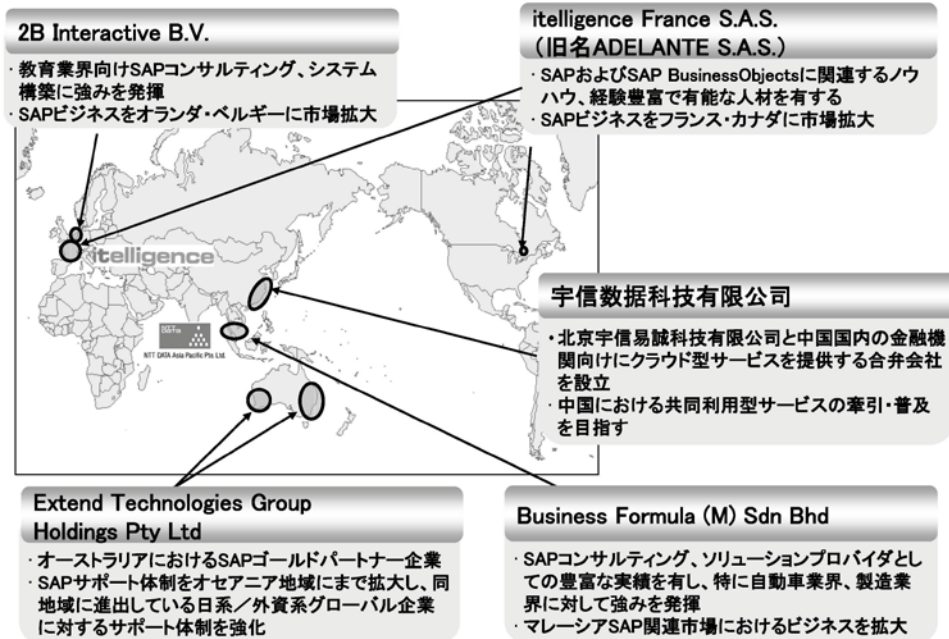 2B Interactive B.V.
・教育業界向けSAPコンサルティング、システム
構築に強みを発揮
・SAPビジネスをオランダ・ベルギーに市場拡大
itelligence France S.A.S.
（旧名ADELANTE S.A.S.）
・SAPおよびSAP BusinessObjectsに関連するノウ
ハウ、経験豊富で有能な人材を有する
・SAPビジネスをフランス・カナダに市場拡大
itelligence
NTT DATA
NTT DATA Asia Pacific Pte. Ltd.
宇信数据科技有限公司
・北京宇信易誠科技有限公司と中国国内の金融機
関向けにクラウド型サービスを提供する合弁会社
を設立
・中国における共同利用型サービスの牽引・普及
を目指す
Extend Technologies Group
Holdings Pty Ltd
・オーストラリアにおけるSAPゴールドパートナー企業
・SAPサポート体制をオセアニア地域にまで拡大し、同
地域に進出している日系／外資系グローバル企業
に対するサポート体制を強化
Business Formula (M) Sdn Bhd
・SAPコンサルティング、ソリューションプロバイダとし
ての豊富な実績を有し、特に自動車業界、製造業
界に対して強みを発揮
・マレーシアSAP関連市場におけるビジネスを拡大